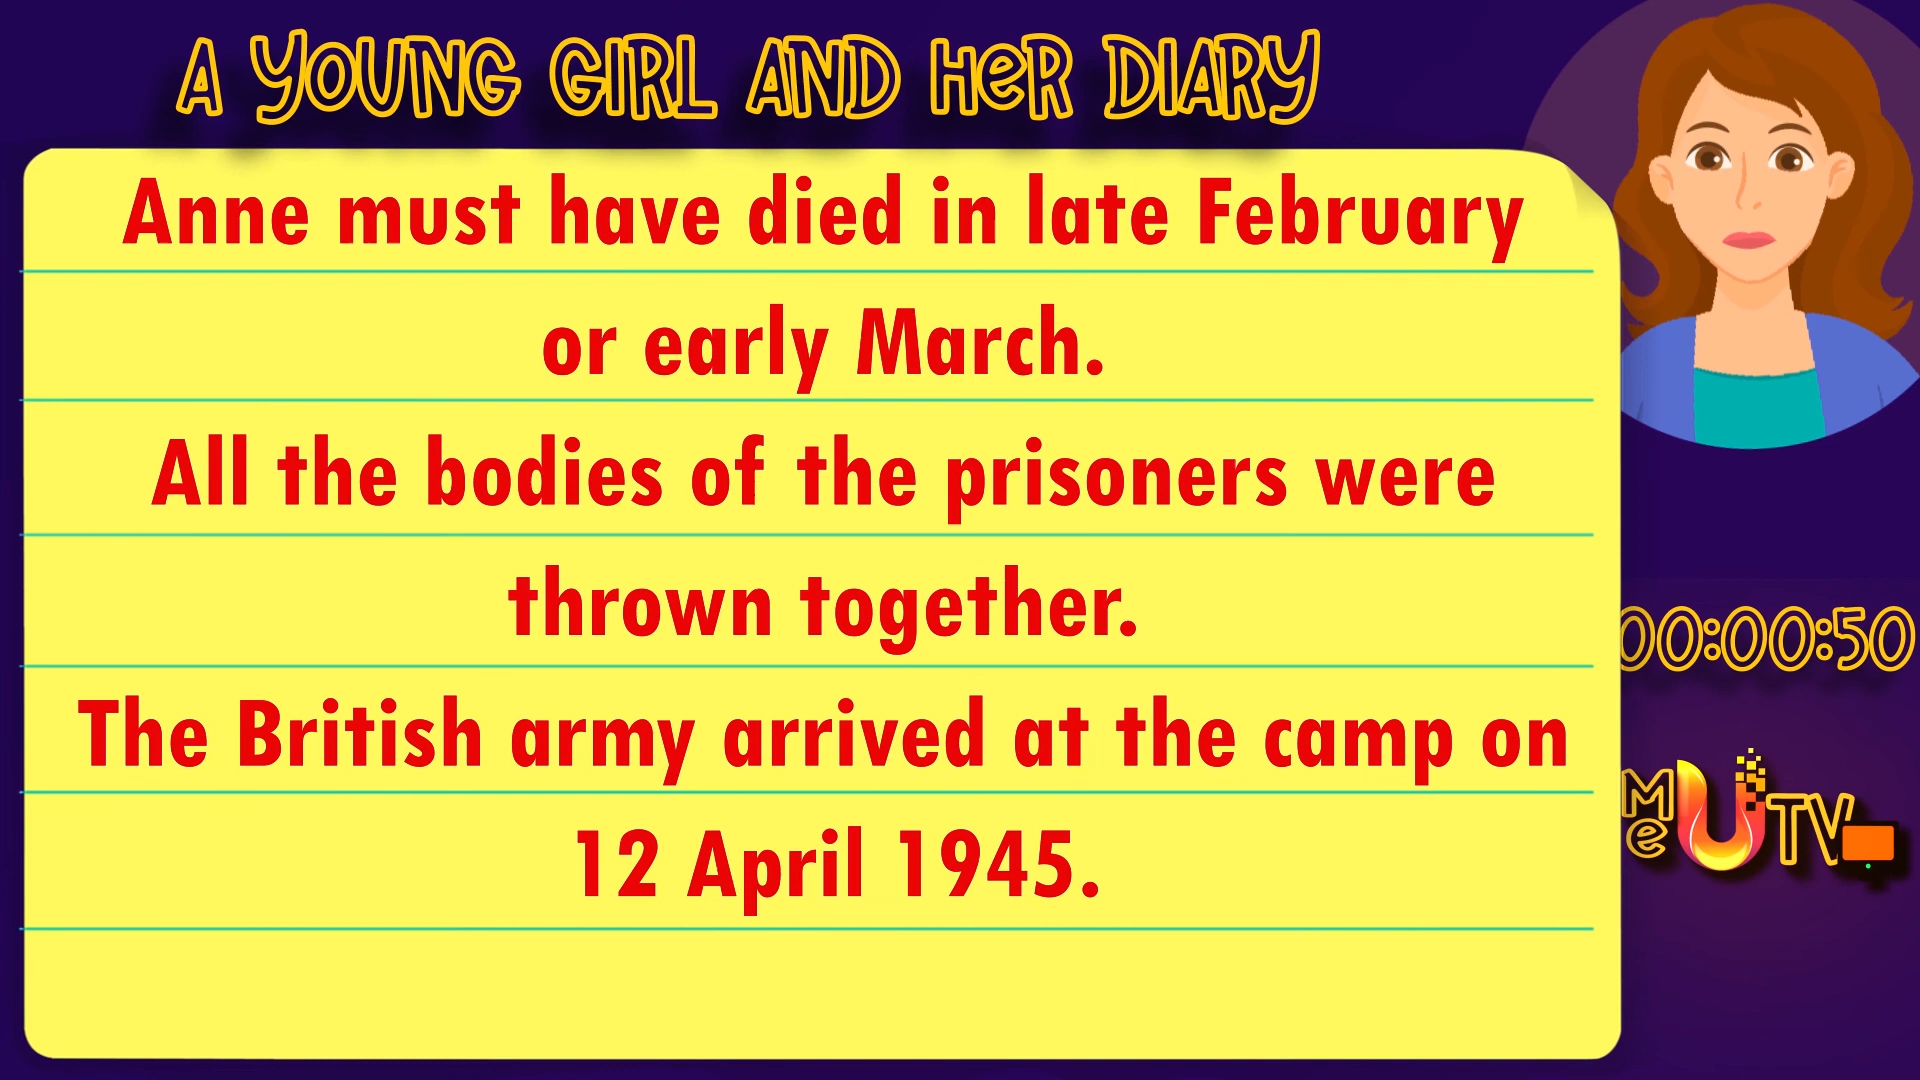 A YOUNG GIRL AND HeR DIARY
Anne must have died in late February
or early March.
All the bodies of the prisoners were
thrown together.
The British army arrived at the camp on
12 April 1945.
00:00:50
Me U TV